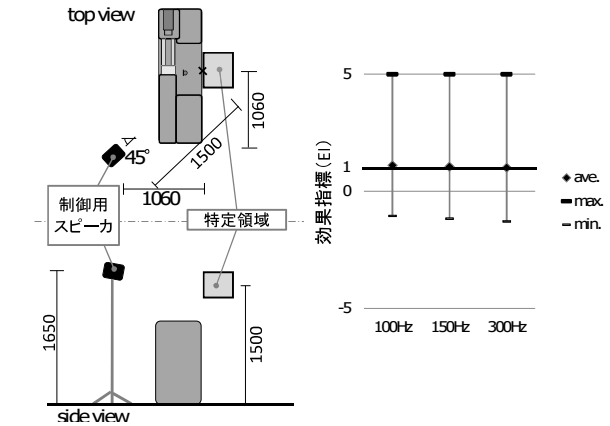 top view
1060
1500
45°
1060
制御用
スピーカ
特定領域
1650
1500
side view
効果指標(EI)
5
1
0
-5
100Hz
150Hz
300Hz
ave.
max.
min.